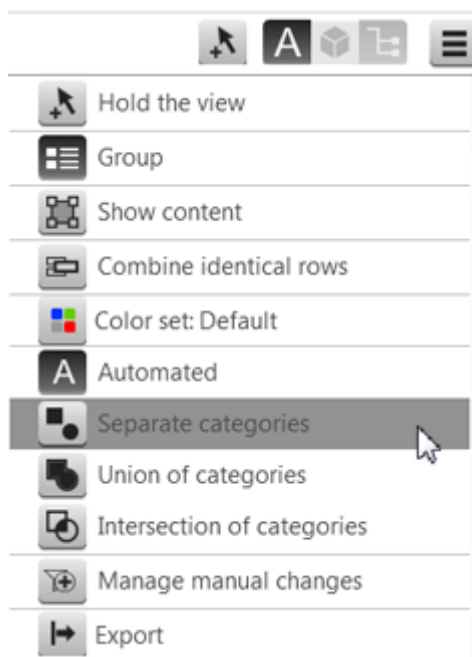 A
Hold the view
Group
Show content
Combine identical rows
Color set: Default
A Automated
Separate categories
Union of categories
Intersection of categories
Manage manual changes
Export